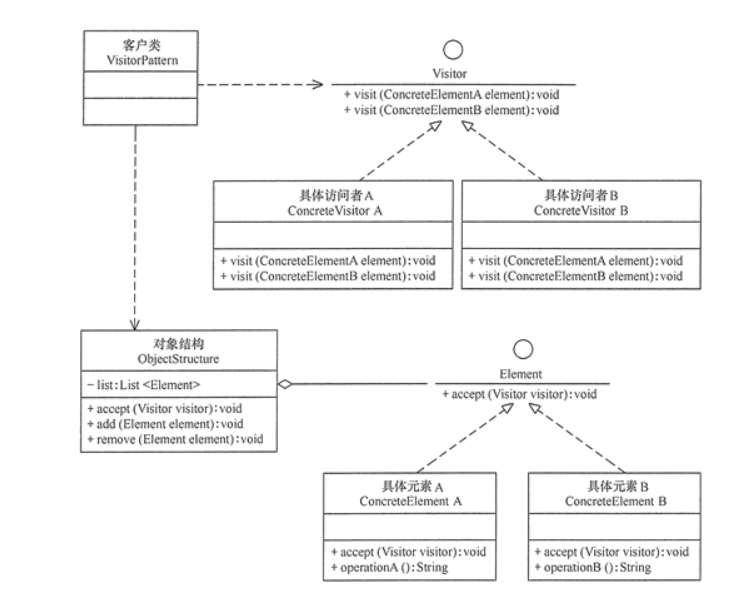 客户类
VisitorPattern
Visitor
+ visit (ConcreteElementA element):void
+ visit (ConcreteElementB element):void
具体访问者A
ConcreteVisitor A
+ visit (ConcreteElementA element):void
+ visit (ConcreteElementB element):void
具体访问者B
ConcreteVisitor B
+ visit (ConcreteElementA element):void
+ visit (ConcreteElementB element):void
对象结构
ObjectStructure
- list:List <Element>
+ accept (Visitor visitor):void
+ add (Element element):void
+ remove (Element element):void
Element
+ accept (Visitor visitor):void
具体元素A
ConcreteElement A
+ accept (Visitor visitor):void
+ operationA ():String
具体元素B
ConcreteElement B
+ accept (Visitor visitor):void
+ operationB ():String